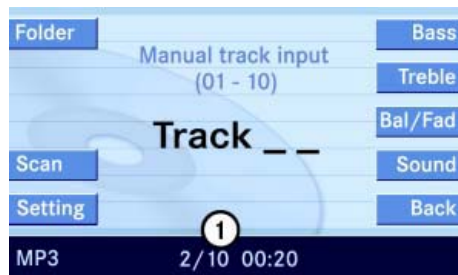 Folder
Bass
Manual track input
(01 - 10)
Treble
Track _ _
Bal/Fad
Scan
Sound
Setting
Back
1
MP3 2/10 00:20